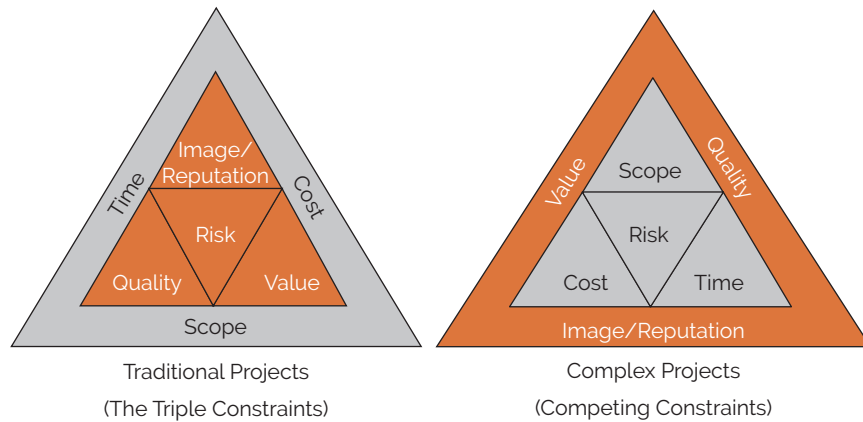 Image/
Reputation
Time
Cost
Risk
Quality
Value
Scope
Traditional Projects
(The Triple Constraints)
Scope
Value
Quality
Risk
Cost
Time
Image/Reputation
Complex Projects
(Competing Constraints)